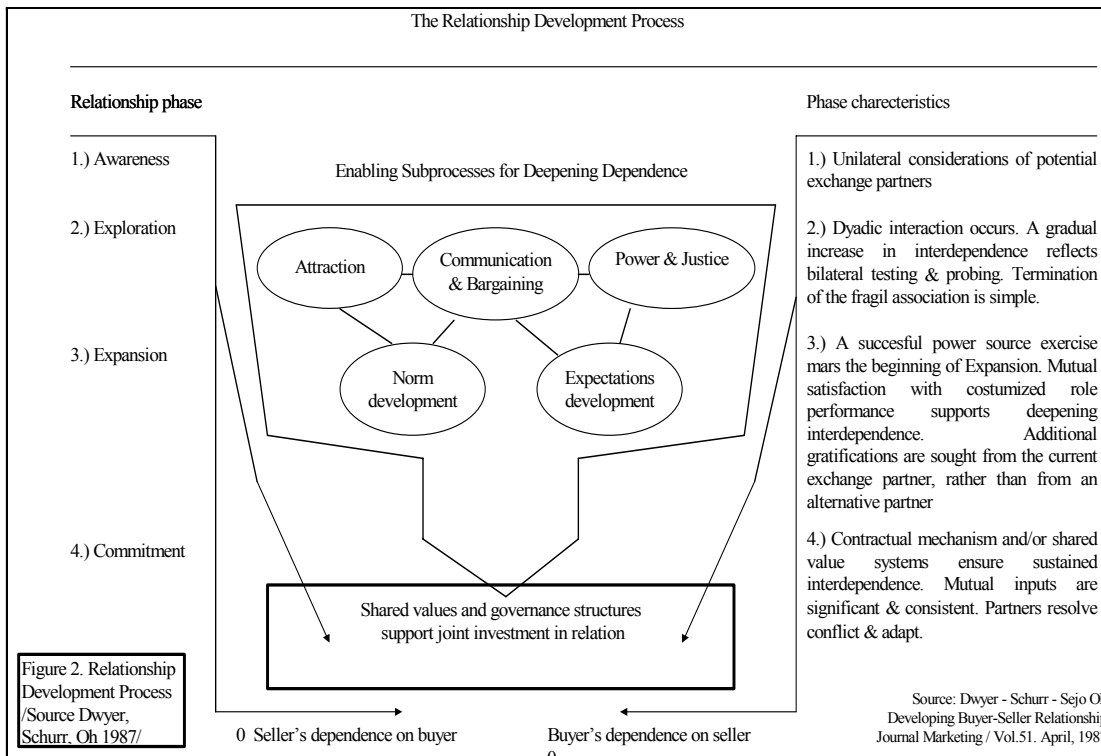 The Relationship Development Process
Relationship phase
Phase charecteristics
1.) Awareness
2.) Exploration
3.) Expansion
4.) Commitment
Enabling Subprocesses for Deepening Dependence
Attraction
Communication
& Bargaining
Power & Justice
Norm
development
Expectations
development
Shared values and governance structures
support joint investment in relation
1.) Unilateral considerations of potential
exchange partners
2.) Dyadic interaction occurs. A gradual
increase in interdependence reflects
bilateral testing & probing. Termination
of the fragil association is simple.
3.) A succesful power source exercise
mars the beginning of Expansion. Mutual
satisfaction with costumized role
performance supports deepening
interdependence. Additional
gratifications are sought from the current
exchange partner, rather than from an
alternative partner
4.) Contractual mechanism and/or shared
value systems ensure sustained
interdependence. Mutual inputs are
significant & consistent. Partners resolve
conflict & adapt.
Figure 2. Relationship
Development Process
/Source Dwyer,
Schurr, Oh 1987/
0 Seller's dependence on buyer
Buyer's dependence on seller
Source: Dwyer - Schurr - Sejo
Developing Buyer-Seller Relationship
Journal Marketing / Vol.51. April, 1987